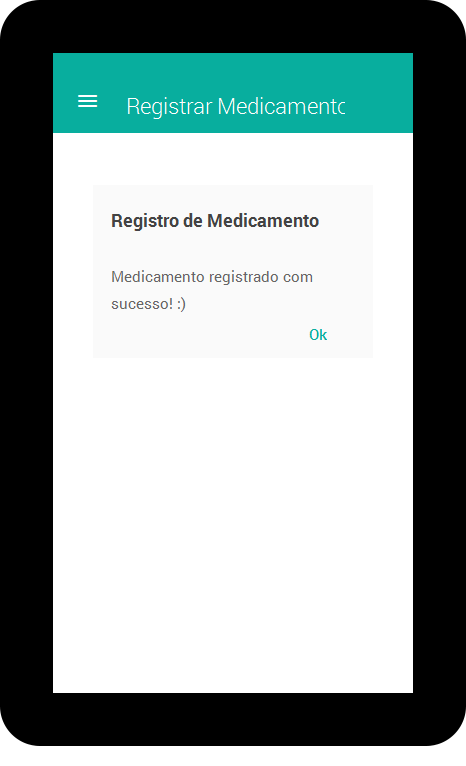 Registrar Medicamento
Registro de Medicamento
Medicamento registrado com
sucesso! :)
Ok